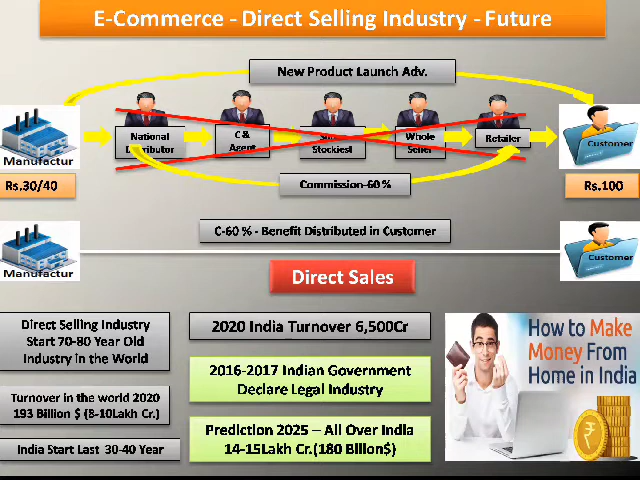 E-Commerce - Direct Selling Industry - Future
New Product Launch Adv.
National
Distributor
C &
Agent
Stockiest
Whole
Seller
Retailer
Manufactur
Customer
Rs.30/40
Commission-60 %
Rs.100
C-60 % - Benefit Distributed in Customer
Manufactur
Customer
Direct Sales
Direct Selling Industry
Start 70-80 Year Old
Industry in the World
2020 India Turnover 6,500Cr
How to Make
Money From
Home in India
2016-2017 Indian Government
Declare Legal Industry
Turnover in the world 2020
193 Billion $ (8-10Lakh Cr.)
Prediction 2025 – All Over India
14-15Lakh Cr.(180 Bilion$)
India Start Last 30-40 Year